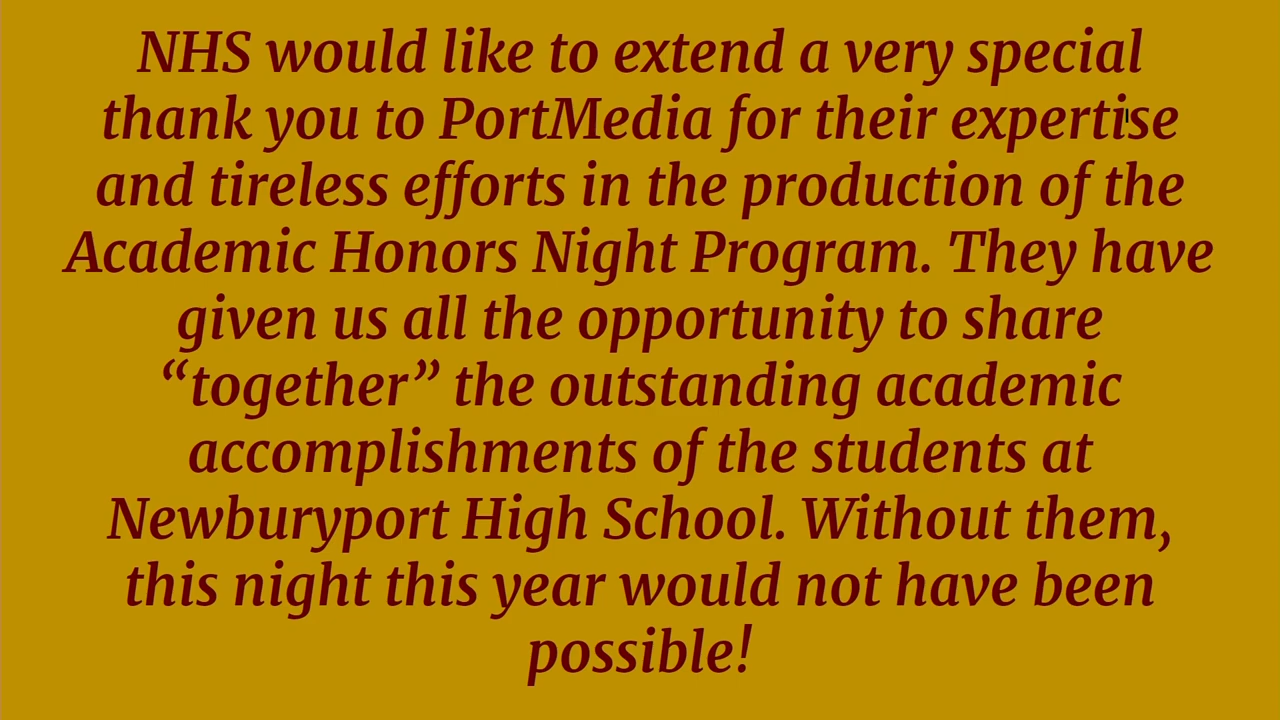 NHS would like to extend a very special
thank you to PortMedia for their expertise
and tireless efforts in the production of the
Academic Honors Night Program. They have
given us all the opportunity to share
“together” the outstanding academic
accomplishments of the students at
Newburyport High School. Without them,
this night this year would not have been
possible!